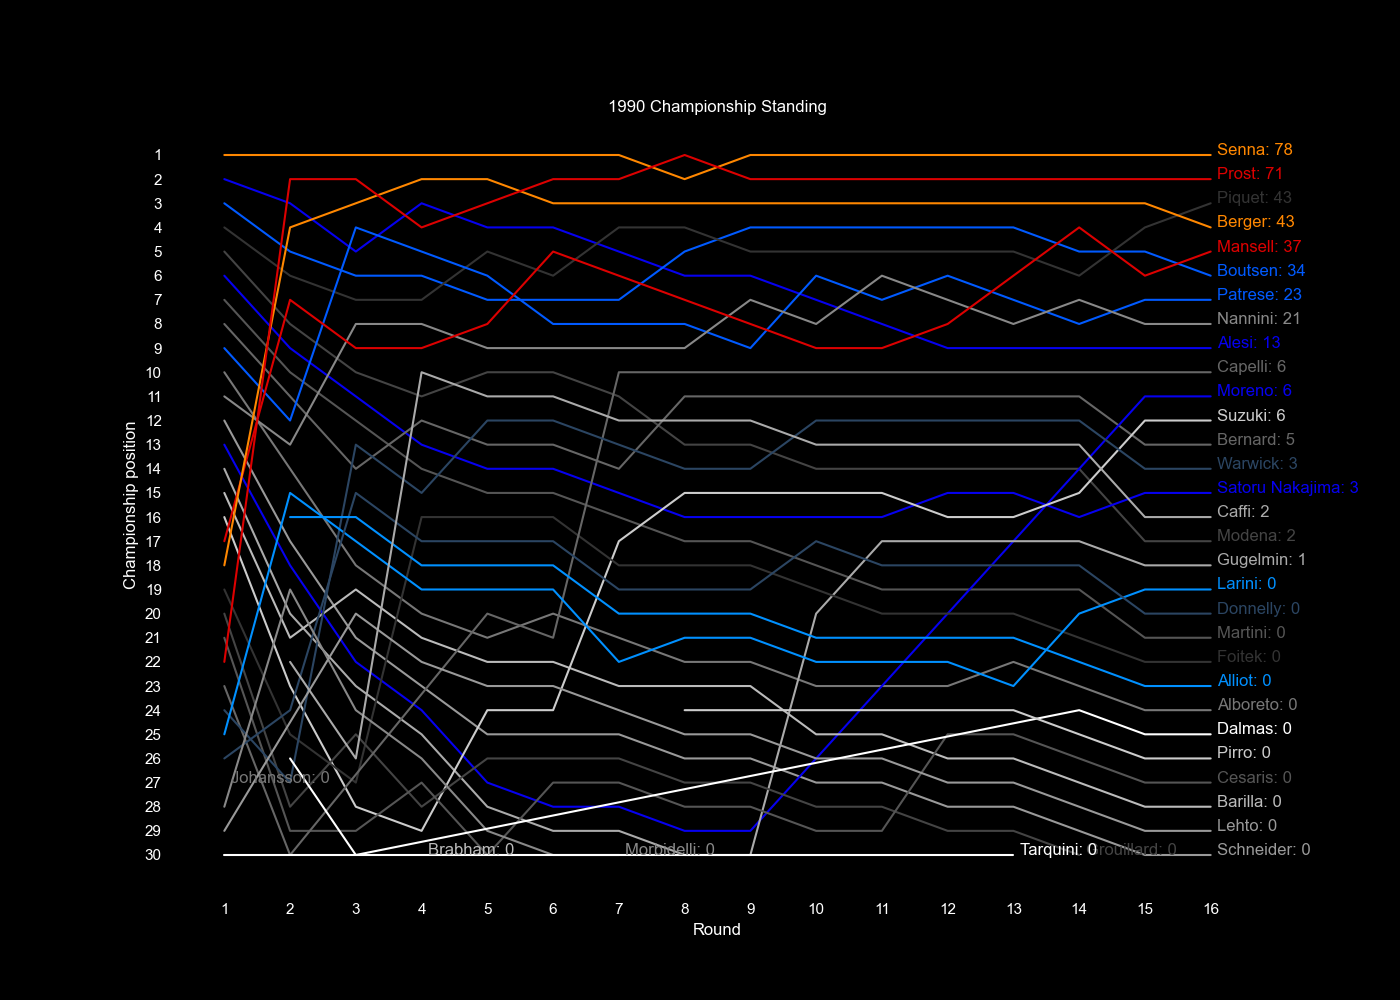 1990 Championship Standing
Championship position
1
2
3
4
5
6
7
8
9
10
11
12
13
14
15
16
17
18
19
20
21
22
23
24
25
26
27
28
29
30
Senna: 78
Prost: 71
Piquet: 43
Berger: 43
Mansell: 37
Boutsen: 34
Patrese: 23
Nannini: 21
Alesi: 13
Capelli: 6
Moreno: 6
Suzuki: 6
Bernard: 5
Warwick: 3
Satoru Nakajima: 3
Caffi: 2
Modena: 2
Gugelmin: 1
Larini: 0
Donnelly: 0
Martini: 0
Foitek: 0
Alliot: 0
Alboreto: 0
Dalmas: 0
Pirro: 0
Cesaris: 0
Barilla: 0
Lehto: 0
Schneider: 0
Johansson: 0
Brabham: 0
Morbidelli: 0
Tarquini: 0
Grouillard: 0
1 2 3 4 5 6 7 8 9 10 11 12 13 14 15 16
Round